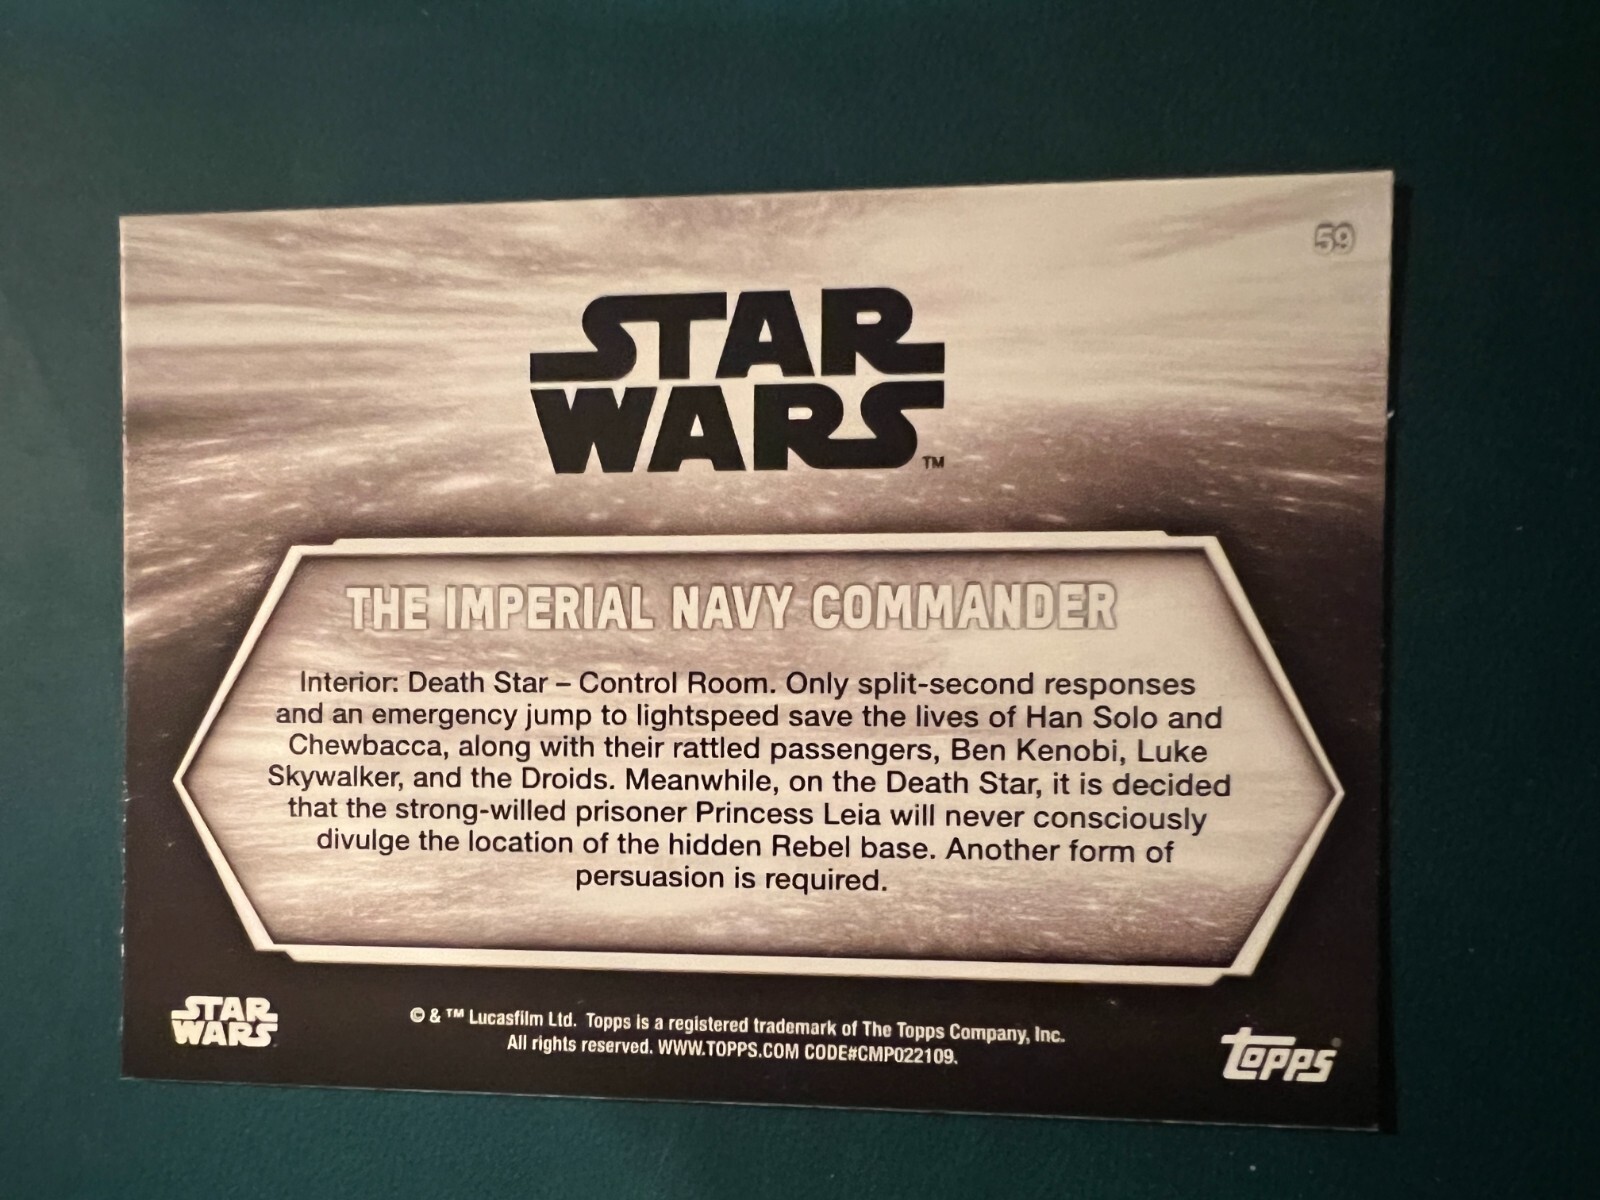 59
STAR
WARS
TM
THE IMPERIAL NAVY COMMANDER
Interior: Death Star – Control Room. Only split-second responses
and an emergency jump to lightspeed save the lives of Han Solo and
Chewbacca, along with their rattled passengers, Ben Kenobi, Luke
Skywalker, and the Droids. Meanwhile, on the Death Star, it is decided
that the strong-willed prisoner Princess Leia will never consciously
divulge the location of the hidden Rebel base. Another form of
persuasion is required.
STAR
WARS
© & ™ Lucasfilm Ltd. Topps is a registered trademark of The Topps Company, Inc.
All rights reserved. WWW.TOPPS.COM CODE#CMP022109.
topps®